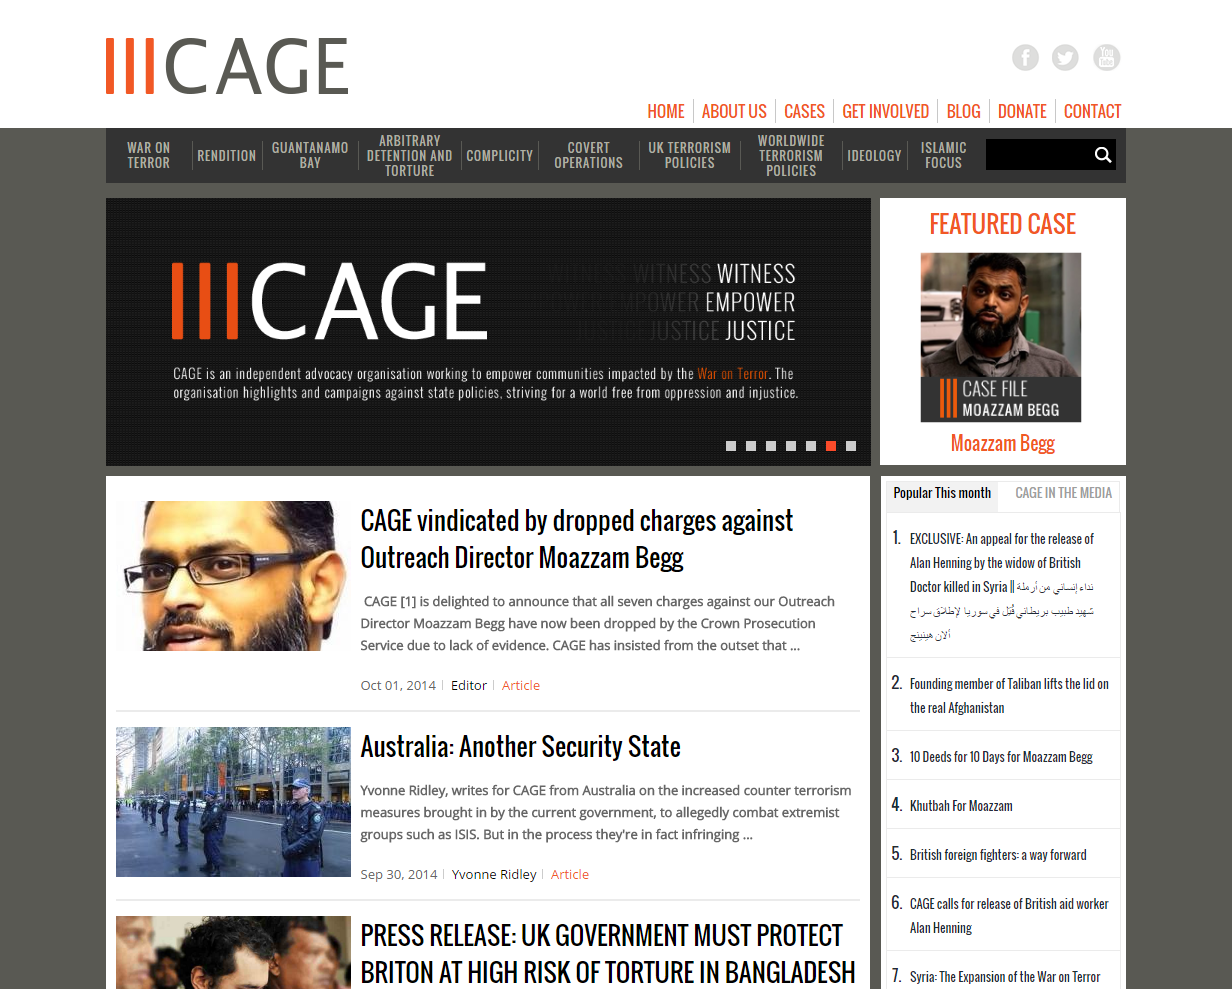 CAGE
HOME
ABOUT US
CASES
GET INVOLVED
BLOG
DONATE
CONTACT
WAR ON
TERROR
RENDITION
GUANTANAMO
BAY
ARBITRARY
DETENTION AND
TORTURE
COMPLICITY
COVERT
OPERATIONS
UK TERRORISM
POLICIES
WORLDWIDE
TERRORISM
POLICIES
IDEOLOGY
ISLAMIC
FOCUS
CAGE
WITNESS WITNESS
EMPOWER EMPOWER
JUSTICE JUSTICE
CAGE is an independent advocacy organisation working to empower communities impacted by the War on Terror. The
organisation highlights and campaigns against state policies, striving for a world free from oppression and injustice.
FEATURED CASE
CASE FILE
MOAZZAM BEGG
Moazzam Begg
CAGE vindicated by dropped charges against
Outreach Director Moazzam Begg
CAGE [1] is delighted to announce that all seven charges against our Outreach
Director Moazzam Begg have now been dropped by the Crown Prosecution
Service due to lack of evidence. CAGE has insisted from the outset that ...
Oct 01, 2014 Editor Article
Australia: Another Security State
Yvonne Ridley, writes for CAGE from Australia on the increased counter terrorism
measures brought in by the current government, to allegedly combat extremist
groups such as ISIS. But in the process they're in fact infringing ...
Sep 30, 2014 Yvonne Ridley Article
PRESS RELEASE: UK GOVERNMENT MUST PROTECT
BRITON AT HIGH RISK OF TORTURE IN BANGLADESH
Popular This month
CAGE IN THE MEDIA
1. EXCLUSIVE: An appeal for the release of
Alan Henning by the widow of British
Doctor killed in Syria || نداء إنساني من أرملة
شهيد طبيب بريطاني قُتِل في سوريا لإطلاق سراح
ألان هينينج
2. Founding member of Taliban lifts the lid on
the real Afghanistan
3. 10 Deeds for 10 Days for Moazzam Begg
4. Khutbah For Moazzam
5. British foreign fighters: a way forward
6. CAGE calls for release of British aid worker
Alan Henning
7. Syria: The Expansion of the War on Terror